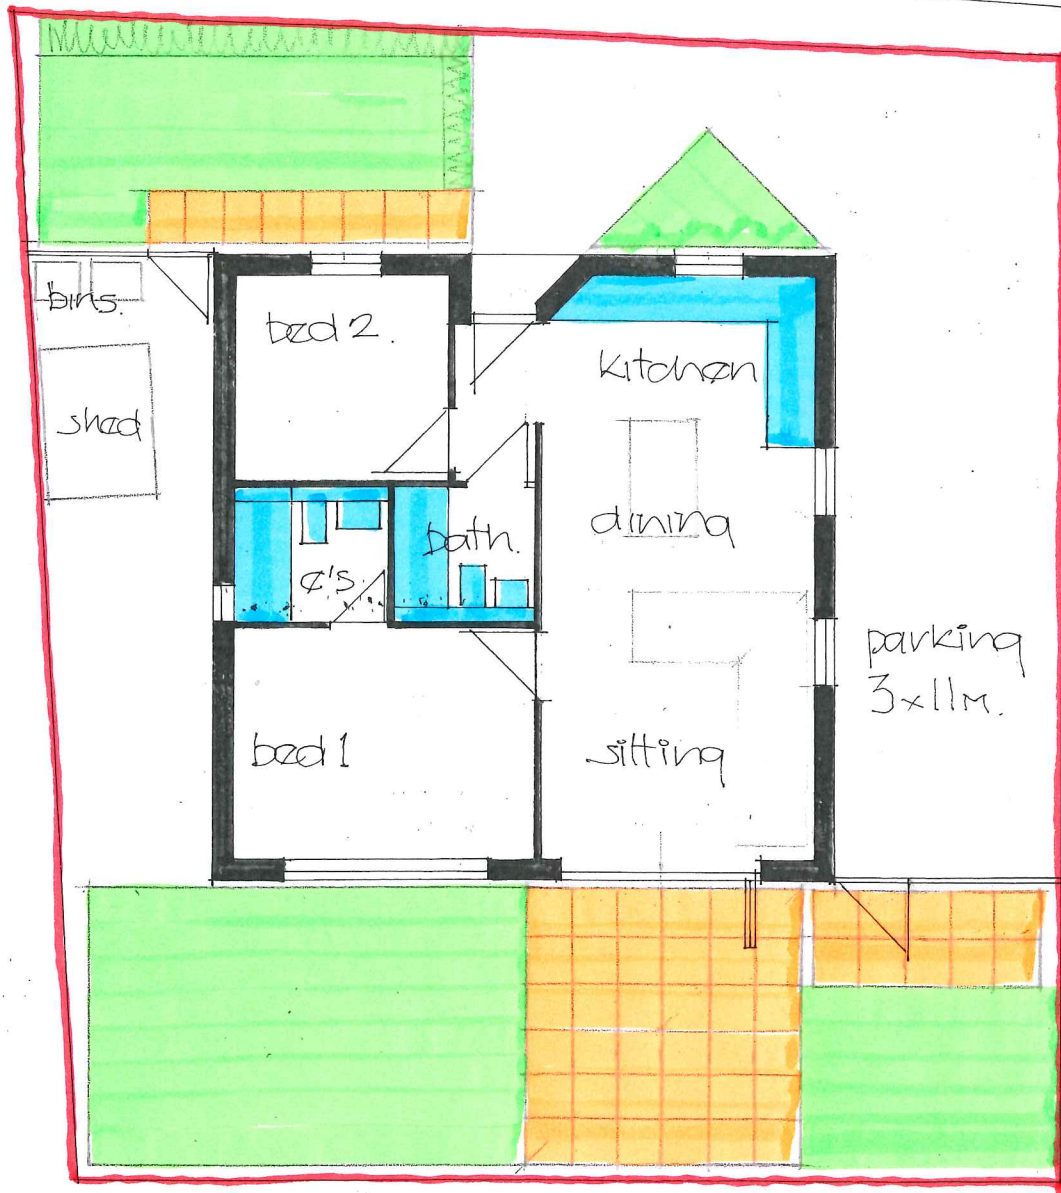 bins.
bed 2.
kitchen
shed
dining
bath.
e's.
parking
3x11m.
bed 1
sitting